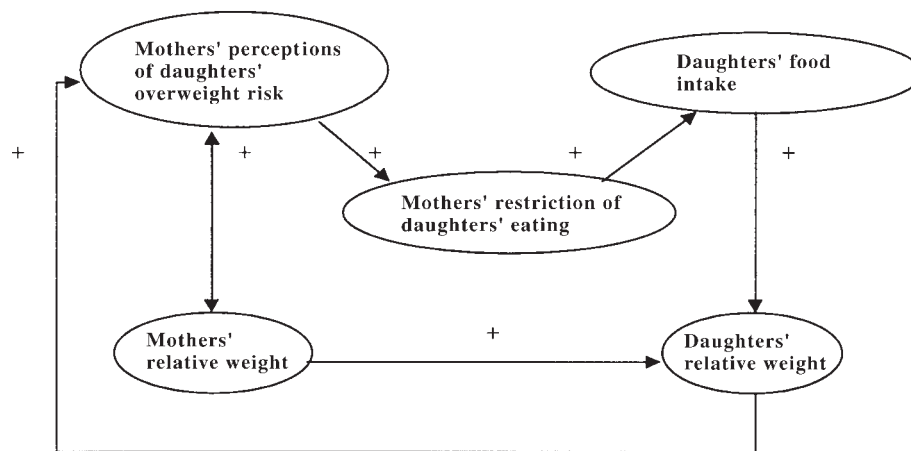 Mothers' perceptions
of daughters'
overweight risk
Daughters' food
intake
+
+
+
+
+
Mothers' restriction of
daughters' eating
+
Mothers'
relative weight
Daughters'
relative weight